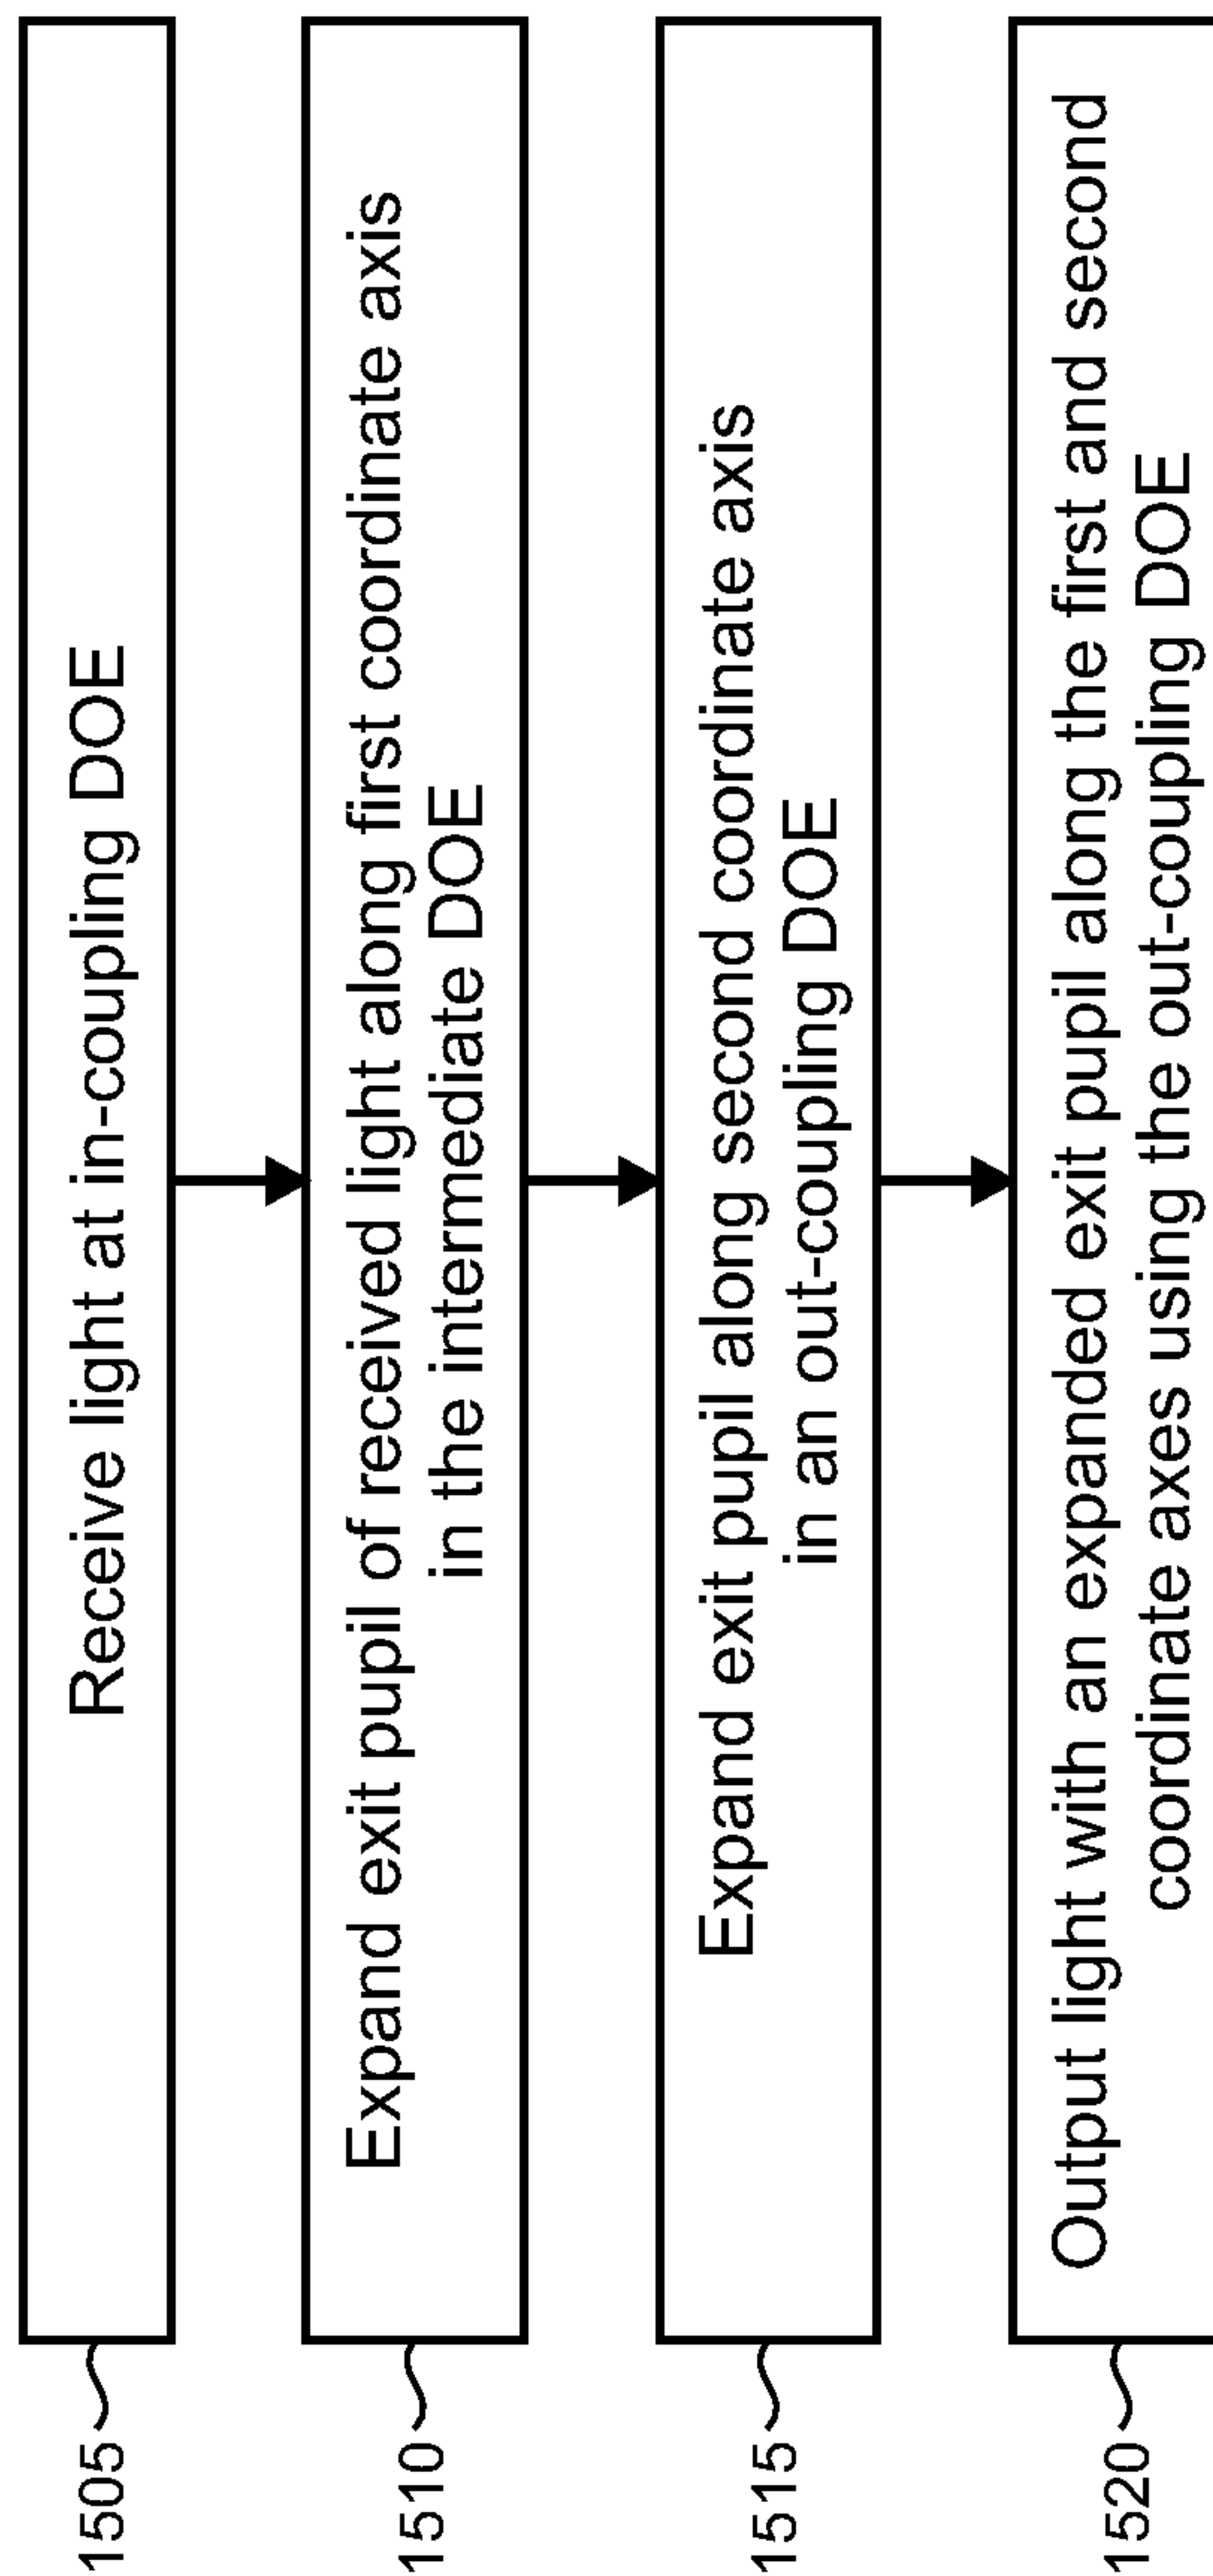 1505
Receive light at in-coupling DOE
1510
Expand exit pupil of received light along first coordinate axis
in the intermediate DOE
1515
Expand exit pupil along second coordinate axis
in an out-coupling DOE
1520
Output light with an expanded exit pupil along the first and second
coordinate axes using the out-coupling DOE